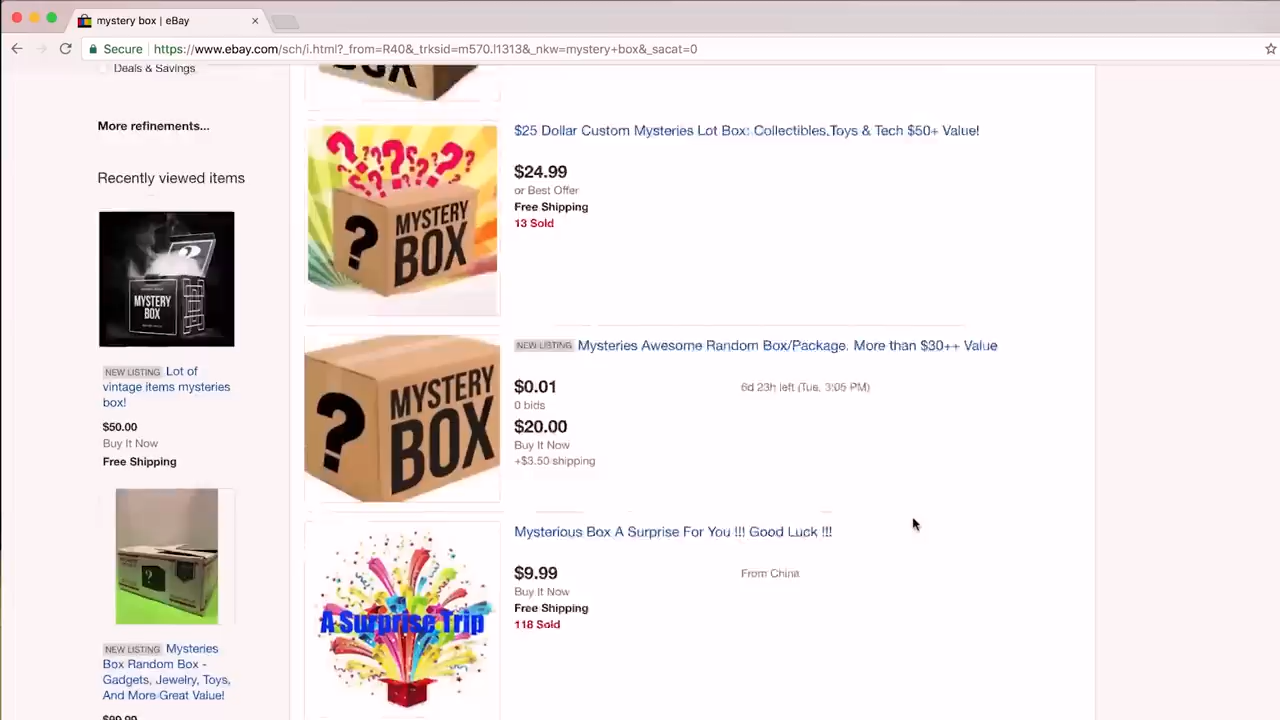 mystery box | eBay
Secure
https://www.ebay.com/sch/i.html?_from=R40&_trksid=m570.l1313&_nkw=mystery+box&_sacat=0
Deals & Savings
More refinements...
Recently viewed items
?
MYSTERY
BOX
NEW LISTING Lot of
vintage items mysteries
box!
$50.00
Buy It Now
Free Shipping
?
NEW LISTING Mysteries
Box Random Box -
Gadgets, Jewelry, Toys,
And More Great Value!
$99.99
BOX
? MYSTERY
BOX
$25 Dollar Custom Mysteries Lot Box: Collectibles,Toys & Tech $50+ Value!
$24.99
or Best Offer
Free Shipping
13 Sold
? MYSTERY
BOX
NEW LISTING Mysteries Awesome Random Box/Package. More than $30++ Value
$0.01
6d 23h left (Tue, 3:05 PM)
0 bids
$20.00
Buy It Now
+$3.50 shipping
A Surprise Trip
Mysterious Box A Surprise For You !!! Good Luck !!!
$9.99
From China
Buy It Now
Free Shipping
118 Sold